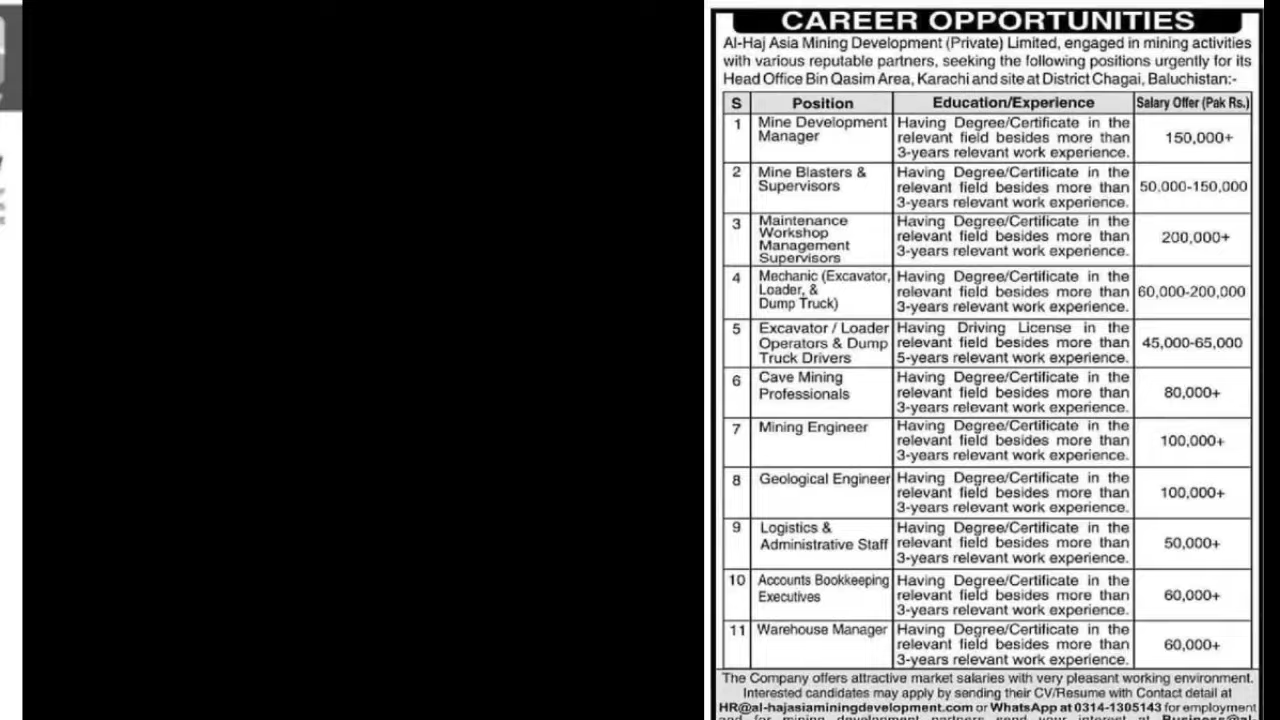 CAREER OPPORTUNITIES
Al-Haj Asia Mining Development (Private) Limited, engaged in mining activities
with various reputable partners, seeking the following positions urgently for its
Head Office Bin Qasim Area, Karachi and site at District Chagai, Baluchistan:-
S Position Education/Experience Salary Offer (Pak Rs.)
1 Mine Development Manager Having Degree/Certificate in the
relevant field besides more than
3-years relevant work experience. 150,000+
2 Mine Blasters & Supervisors Having Degree/Certificate in the
relevant field besides more than
3-years relevant work experience. 50,000-150,000
3 Maintenance Workshop Management Supervisors Having Degree/Certificate in the
relevant field besides more than
3-years relevant work experience. 200,000+
4 Mechanic (Excavator, Loader, & Dump Truck) Having Degree/Certificate in the
relevant field besides more than
3-years relevant work experience. 60,000-200,000
5 Excavator / Loader Operators & Dump Truck Drivers Having Driving License in the
relevant field besides more than
5-years relevant work experience. 45,000-65,000
6 Cave Mining Professionals Having Degree/Certificate in the
relevant field besides more than
3-years relevant work experience. 80,000+
7 Mining Engineer Having Degree/Certificate in the
relevant field besides more than
3-years relevant work experience. 100,000+
8 Geological Engineer Having Degree/Certificate in the
relevant field besides more than
3-years relevant work experience. 100,000+
9 Logistics & Administrative Staff Having Degree/Certificate in the
relevant field besides more than
3-years relevant work experience. 50,000+
10 Accounts Bookkeeping Executives Having Degree/Certificate in the
relevant field besides more than
3-years relevant work experience. 60,000+
11 Warehouse Manager Having Degree/Certificate in the
relevant field besides more than
3-years relevant work experience. 60,000+
The Company offers attractive market salaries with very pleasant working environment.
Interested candidates may apply by sending their CV/Resume with Contact detail at
HR@al-hajasiaminingdevelopment.com or WhatsApp at 0314-1305143 for employment